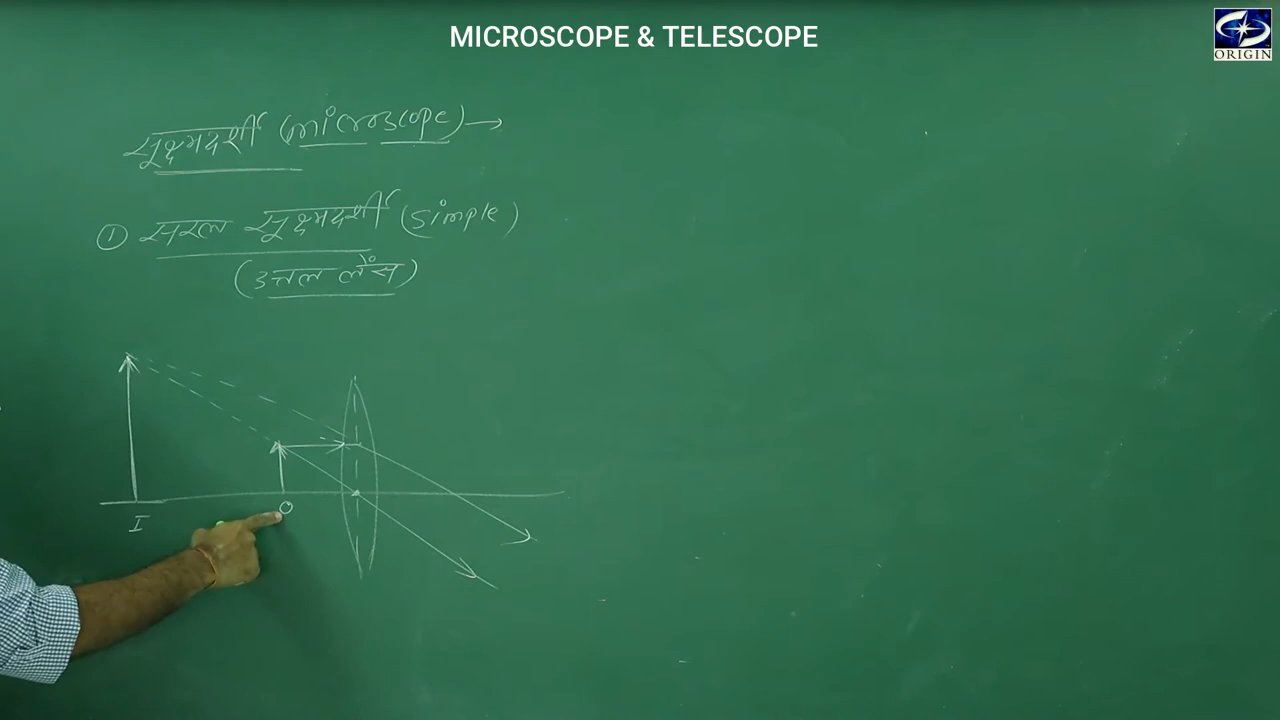 MICROSCOPE & TELESCOPE
ORIGIN
सूक्ष्मदर्शी (microscope) →
① सरल सूक्ष्मदर्शी (simple)
(उत्तल लेंस)
I
O